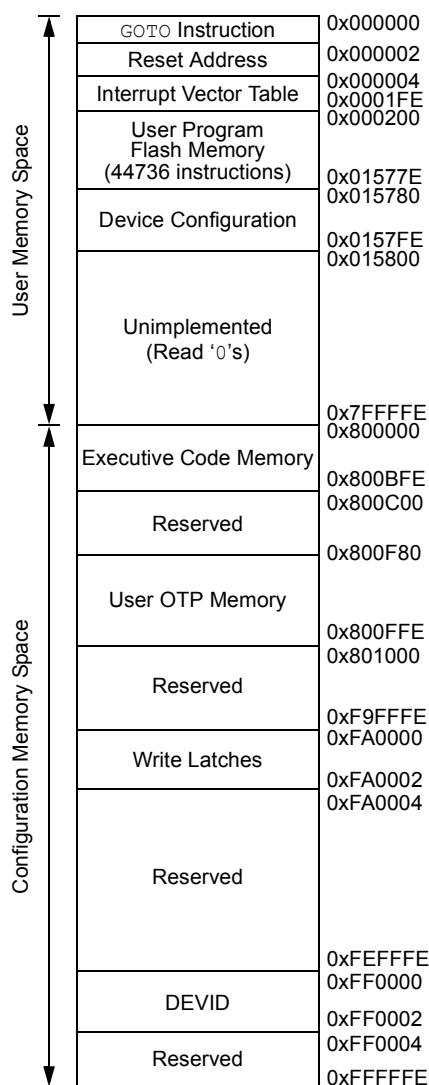 GOTO Instruction
0x000000
Reset Address
0x000002
0x000004
Interrupt Vector Table
0x0001FE
0x000200
User Program
Flash Memory
(44736 instructions)
0x01577E
0x015780
Device Configuration
0x0157FE
0x015800
Unimplemented
(Read ‘0’s)
0x7FFFFE
User Memory Space
0x800000
Executive Code Memory
0x800BFE
0x800C00
Reserved
0x800F80
User OTP Memory
0x800FFE
0x801000
Reserved
0xF9FFFE
0xFA0000
Write Latches
0xFA0002
0xFA0004
Reserved
0xFEFFFE
0xFF0000
DEVID
0xFF0002
0xFF0004
Reserved
0xFFFFFE
Configuration Memory Space